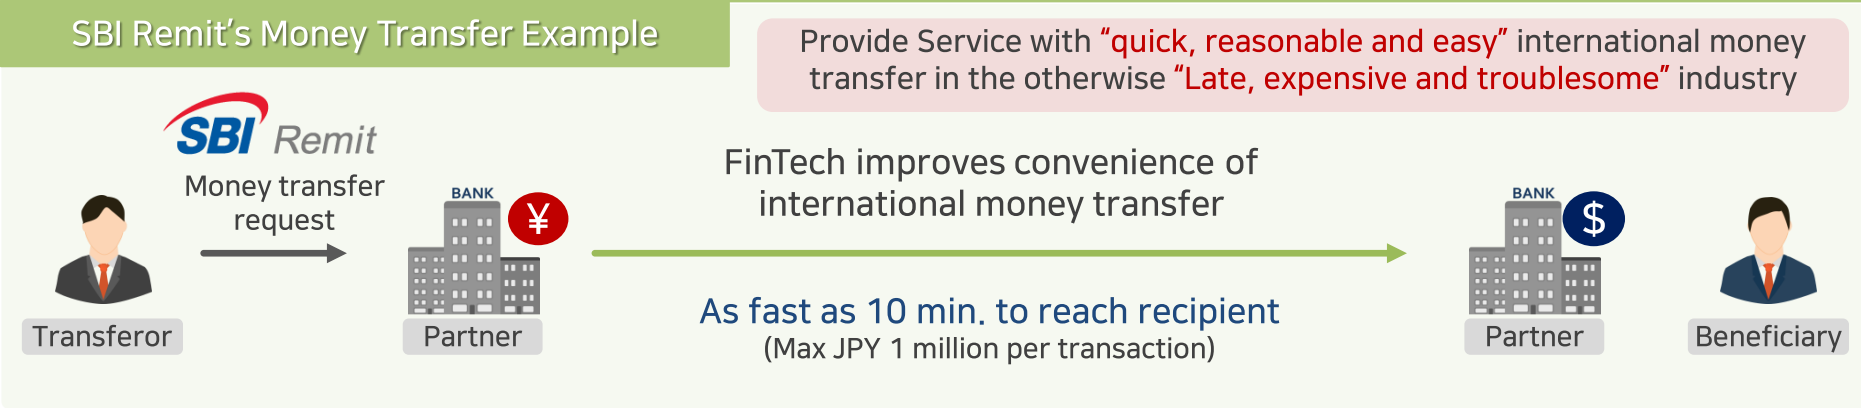 SBI Remit's Money Transfer Example
Provide Service with “quick, reasonable and easy” international money
transfer in the otherwise “Late, expensive and troublesome” industry
SBI Remit
Money transfer
request
FinTech improves convenience of
international money transfer
BANK
¥
BANK
$
As fast as 10 min. to reach recipient
(Max JPY 1 million per transaction)
Transferor
Partner
Partner
Beneficiary